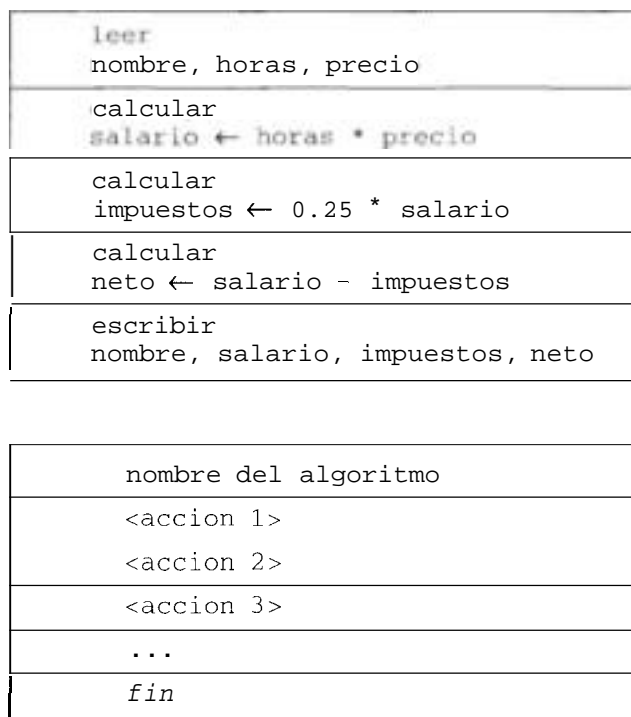 leer
nombre, horas, precio
calcular
salario ← horas * precio
calcular
impuestos ← 0.25 * salario
calcular
neto ← salario - impuestos
escribir
nombre, salario, impuestos, neto
nombre del algoritmo
<accion 1>
<accion 2>
<accion 3>
...
fin